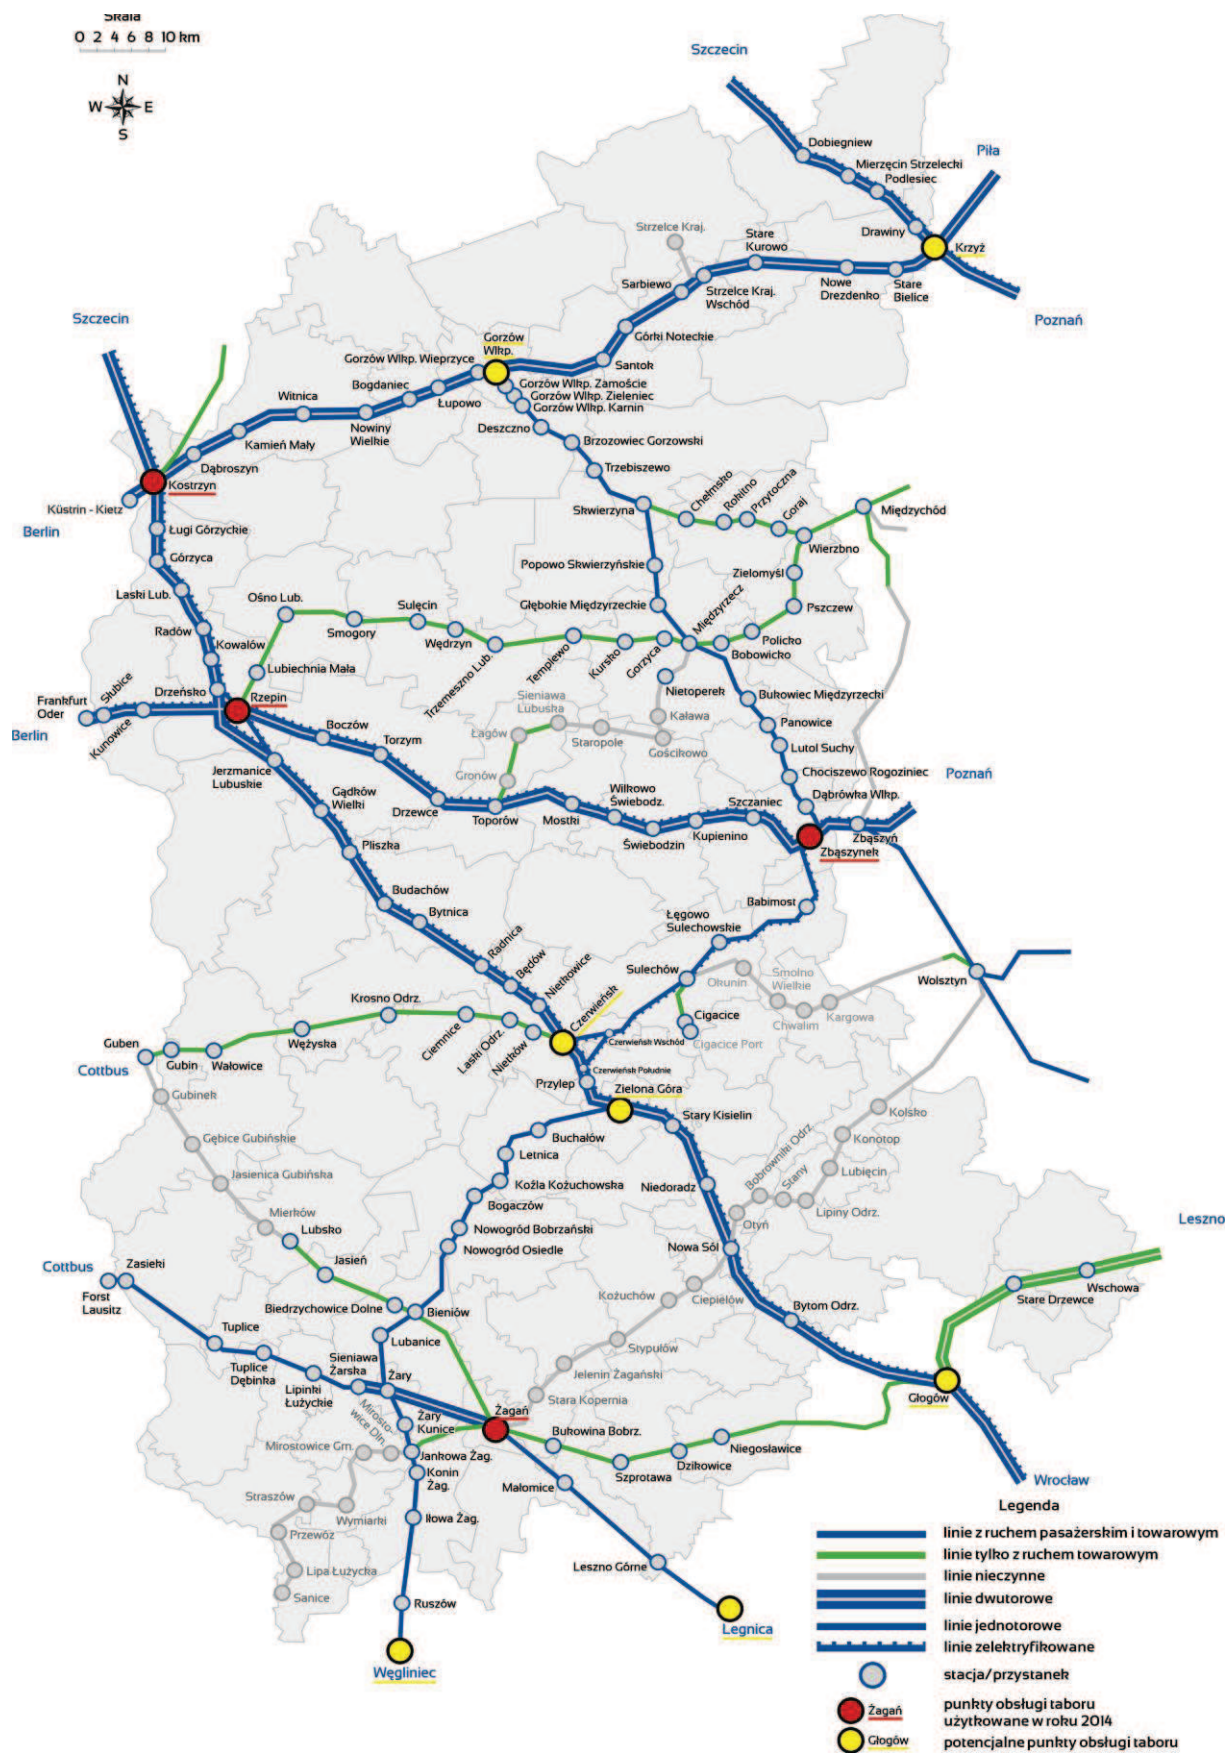 Skala
0 2 4 6 8 10 km
N
W E
S
Szczecin
Dobiegniew
Mierzęcin Strzelecki
Podlesiec
Piła
Drawiny
Krzyż
Strzelce Kraj.
Stare
Kurowo
Sarbiewo
Strzelce Kraj.
Wschód
Nowe
Drezdenko
Stare
Bielice
Poznań
Szczecin
Górki Noteckie
Gorzów
Wlkp.
Santok
Gorzów Wlkp. Wieprzyce
Bogdaniec
Gorzów Wlkp. Zamoście
Gorzów Wlkp. Zieleniec
Gorzów Wlkp. Karnin
Witnica
Łupowo
Nowiny
Wielkie
Kamień Mały
Deszczno
Brzozowiec Gorzowski
Dąbroszyn
Trzebiszewo
Kostrzyn
Küstrin - Kietz
Berlin
Skwierzyna
Chełmsko
Rokitno
Przytoczna
Goraj
Międzychód
Wierzbno
Ługi Górzyckie
Górzyca
Popowo Skwierzyńskie
Zielomyśl
Laski Lub.
Ośno Lub.
Sulęcin
Głębokie Międzyrzeckie
Międzyrzecz
Pszczew
Radów
Smogory
Wędrzyn
Policko
Kowalów
Trzemeszno Lub.
Templewo
Kursko
Gorzyca
Bobowicko
Lubiechnia Mała
Frankfurt
Oder
Słubice
Kunowice
Drzeńsko
Rzepin
Berlin
Nietoperek
Sieniawa
Lubuska
Bukowiec Międzyrzecki
Kaława
Panowice
Boczów
Torzym
Łagów
Staropole
Gościkowo
Lutol Suchy
Jerzmanice
Lubuskie
Gronów
Chociszewo Rogoziniec
Poznań
Gądków
Wielki
Drzewce
Toporów
Mostki
Wilkowo
Świebodz.
Świebodzin
Szczaniec
Kupienino
Dąbrówka Wlkp.
Zbąszyń
Zbąszynek
Pliszka
Budachów
Bytnica
Babimost
Łęgowo
Sulechowskie
Radnica
Będów
Nietkowice
Sulechów
Okunin
Smolno
Wielkie
Chwalim
Kargowa
Wolsztyn
Krosno Odrz.
Ciemnice
Laski Odrz.
Nietków
Czerwieńsk
Cigacice
Cigacice Port
Czerwieńsk Wschód
Guben
Gubin
Wałowice
Wężyska
Cottbus
Gubinek
Czerwieńsk Południe
Przylep
Zielona Góra
Stary Kisielin
Kolsko
Gębice Gubińskie
Buchałów
Konotop
Letnica
Bobrowniki Odrz.
Stany
Lubięcin
Jasienica Gubińska
Koźla Kożuchowska
Niedoradz
Bogaczów
Otyń
Lipiny Odrz.
Mierków
Lubsko
Nowogród Bobrzański
Nowogród Osiedle
Nowa Sól
Leszno
Cottbus
Zasieki
Forst
Lausitz
Jasień
Biedrzychowice Dolne
Bieniów
Kożuchów
Ciepielów
Bytom Odrz.
Stare Drzewce
Wschowa
Tuplice
Lubanice
Stypułów
Tuplice
Dębinka
Sieniawa
Żarska
Żary
Jelenin Żagański
Lipinki
Łużyckie
Stara Kopernia
Głogów
Mirosto-
wice Dln.
Żary
Kunice
Żagań
Mirostowice Grn.
Jankowa Żag.
Bukowina Bobrz.
Niegosławice
Konin
Żag.
Szprotawa
Dzikowice
Małomice
Wrocław
Straszów
Wymiarki
Iłowa Żag.
Przewóz
Lipa Łużycka
Sanice
Leszno Górne
Ruszów
Legnica
Węgliniec
Legenda
linie z ruchem pasażerskim i towarowym
linie tylko z ruchem towarowym
linie nieczynne
linie dwutorowe
linie jednotorowe
linie zelektryfikowane
stacja/przystanek
Żagań
punkty obsługi taboru
użytkowane w roku 2014
Głogów
potencjalne punkty obsługi taboru